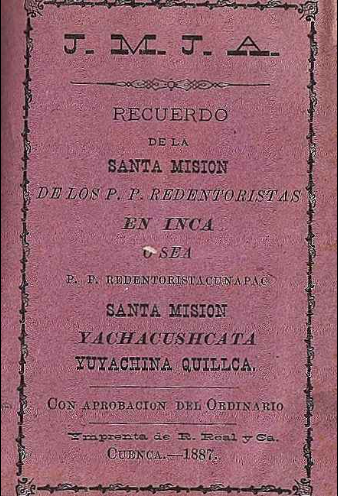 J. M. J. A.
RECUERDO
DE LA
SANTA MISION
DE LOS P. P. REDENTORISTAS
EN INCA
O SEA
P. P. REDENTORISTACUNAPAC
SANTA MISION
YACHACUSHCATA
YUYACHINA QUILLCA.
CON APROBACION DEL ORDINARIO
Ymprenta de R. Real y Ca.
CUENCA.—1887.